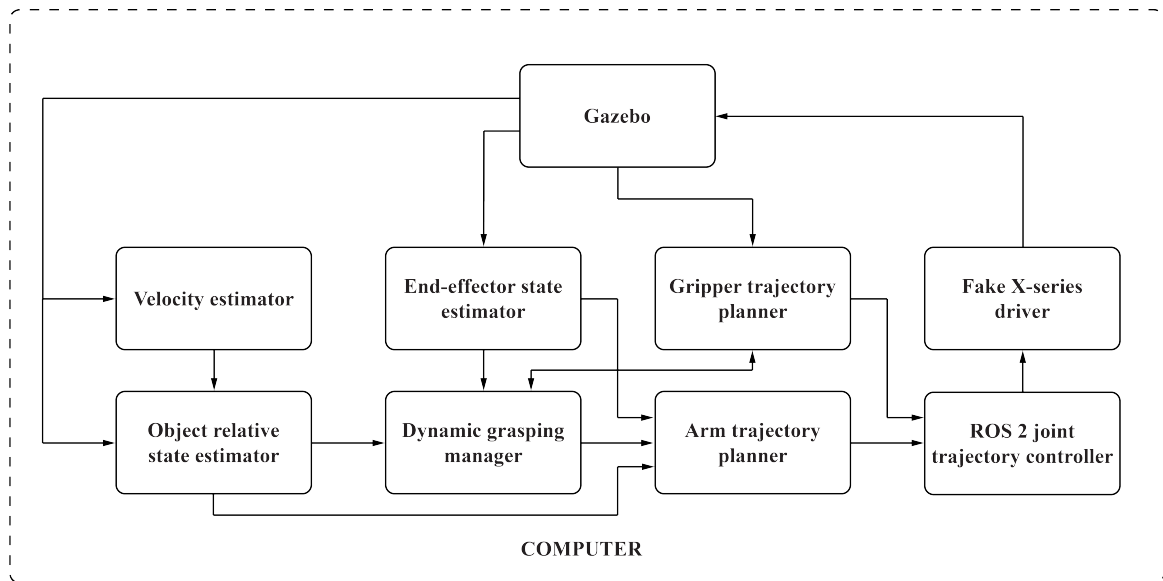 Gazebo
Velocity estimator
End-effector state
estimator
Gripper trajectory
planner
Fake X-series
driver
Object relative
state estimator
Dynamic grasping
manager
Arm trajectory
planner
ROS 2 joint
trajectory controller
COMPUTER